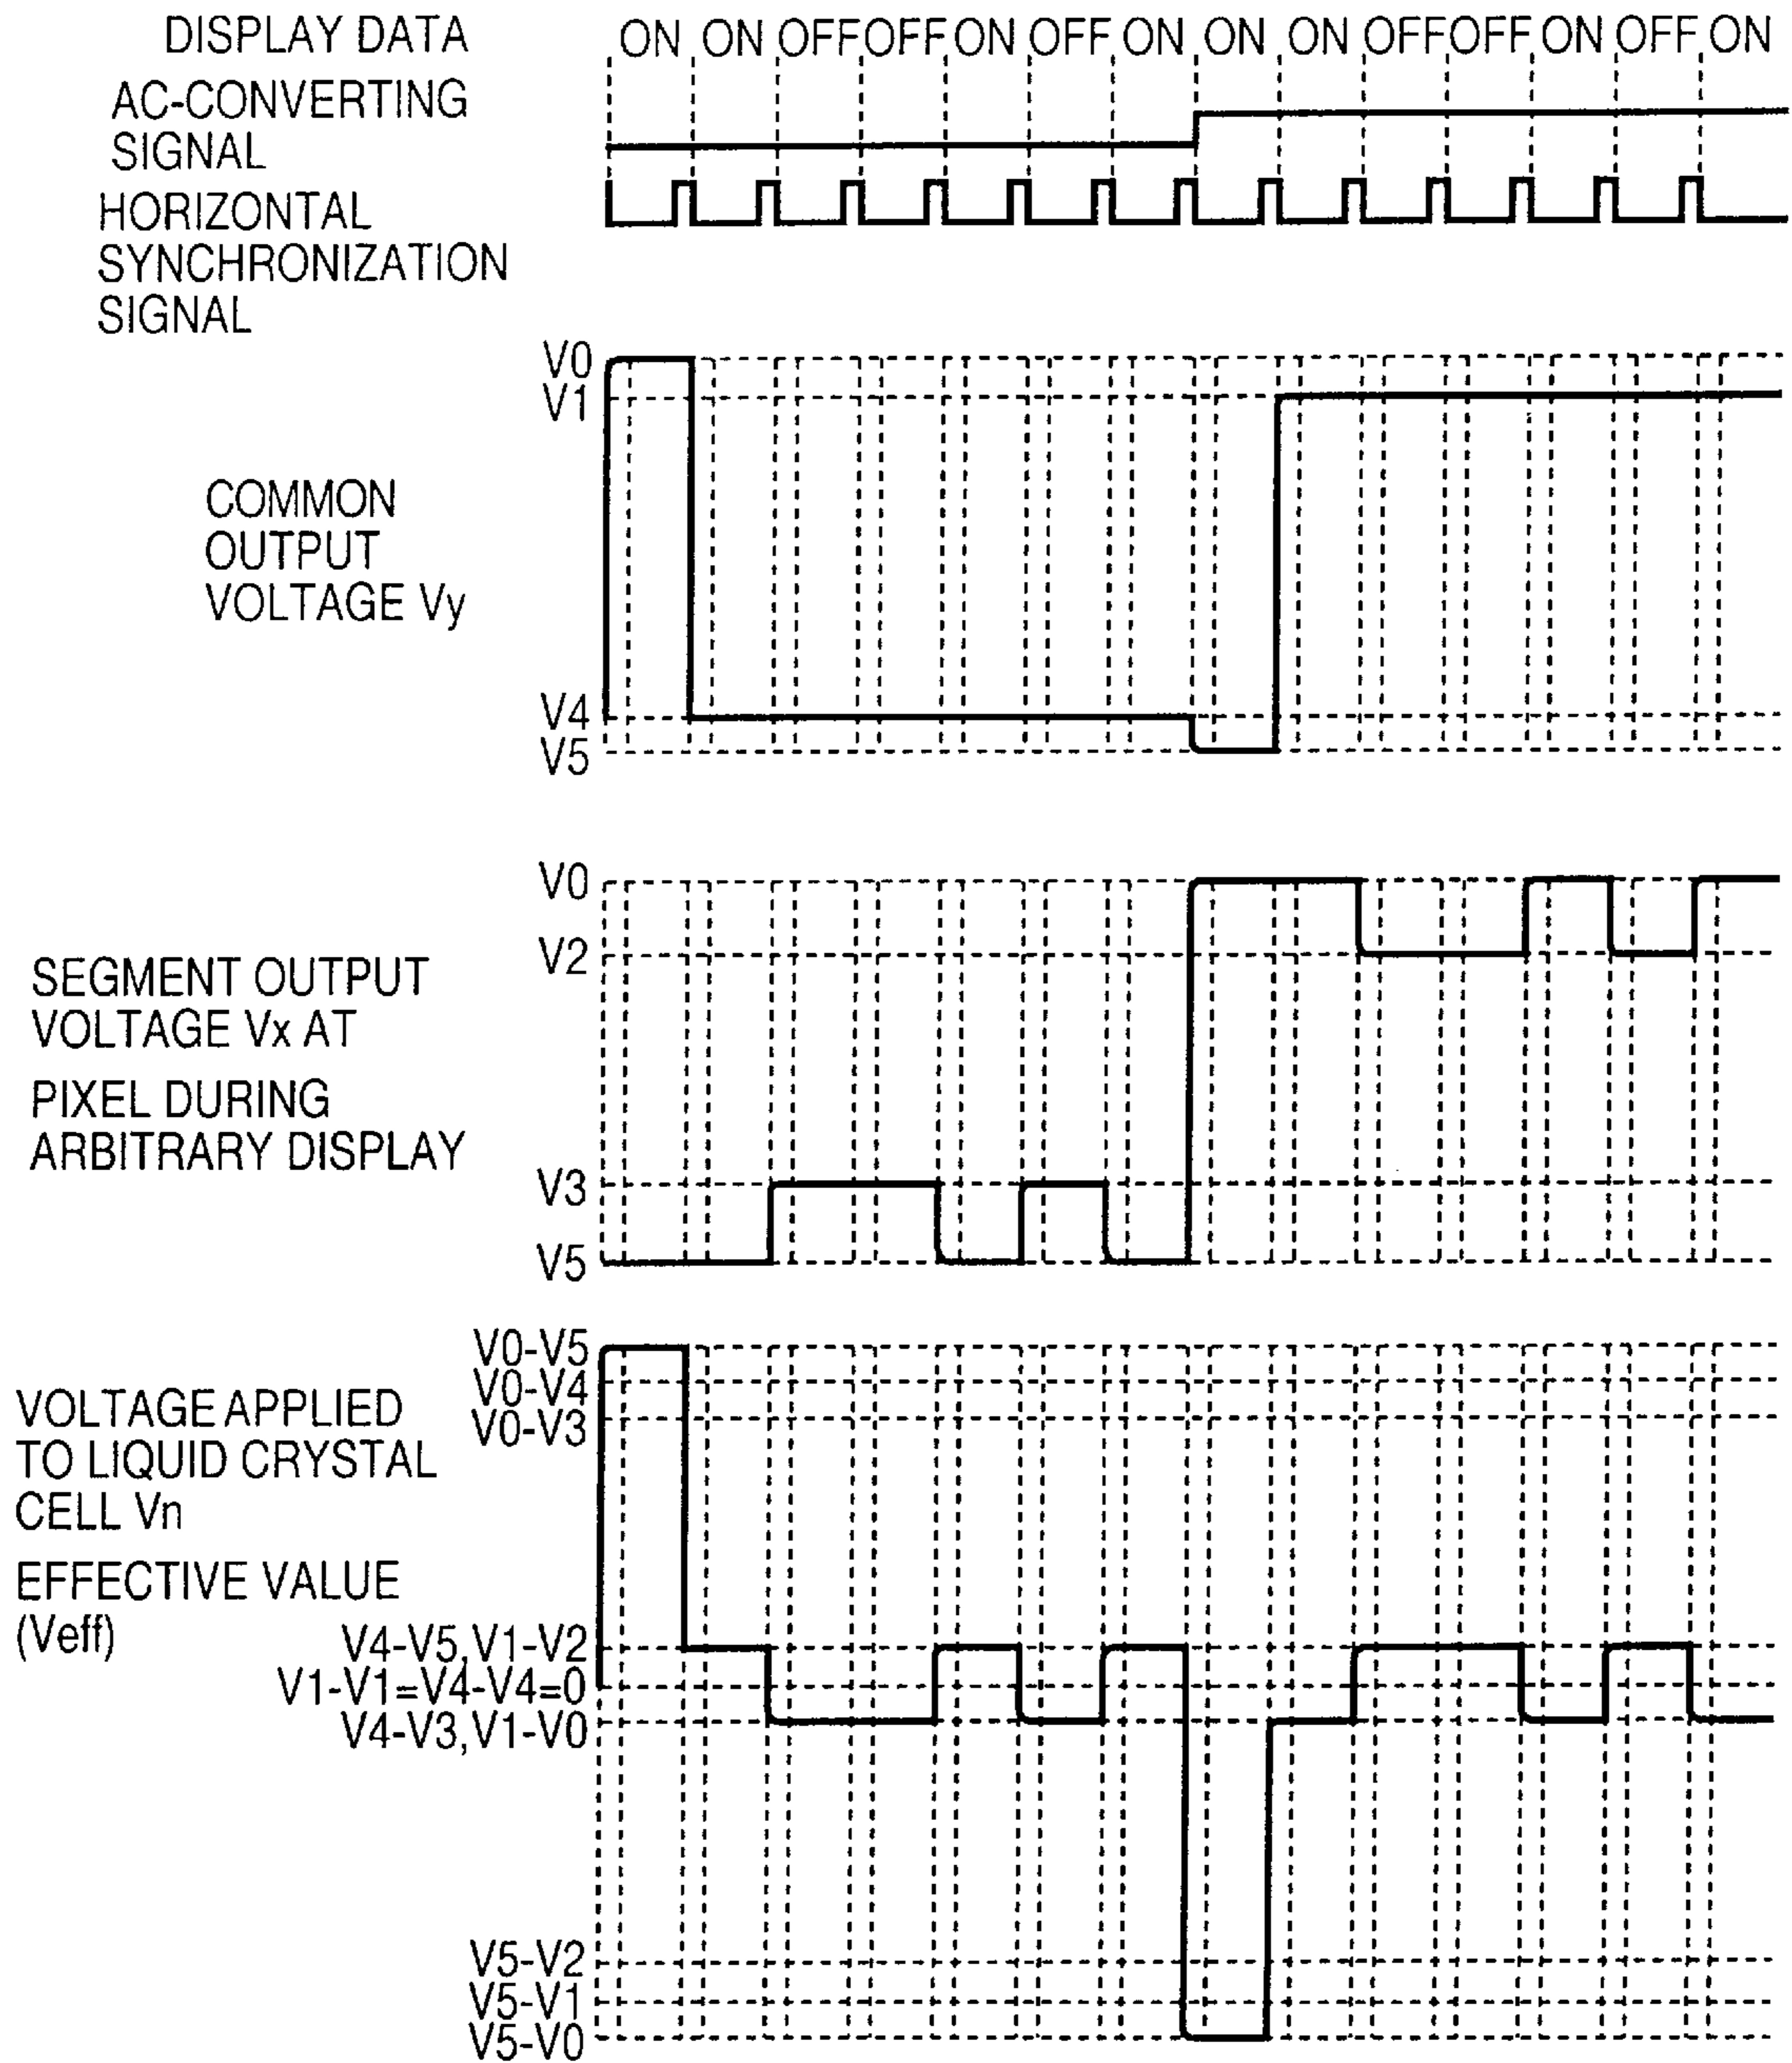 DISPLAY DATA ON ON OFF OFF ON OFF ON ON ON OFF OFF ON OFF ON
AC-CONVERTING
SIGNAL
HORIZONTAL
SYNCHRONIZATION
SIGNAL
V0
V1
COMMON
OUTPUT
VOLTAGE Vy
V4
V5
V0
V2
SEGMENT OUTPUT
VOLTAGE Vx AT
PIXEL DURING
ARBITRARY DISPLAY
V3
V5
V0-V5
V0-V4
V0-V3
VOLTAGE APPLIED
TO LIQUID CRYSTAL
CELL Vn
EFFECTIVE VALUE
(Veff)
V4-V5,V1-V2
V1-V1=V4-V4=0
V4-V3,V1-V0
V5-V2
V5-V1
V5-V0